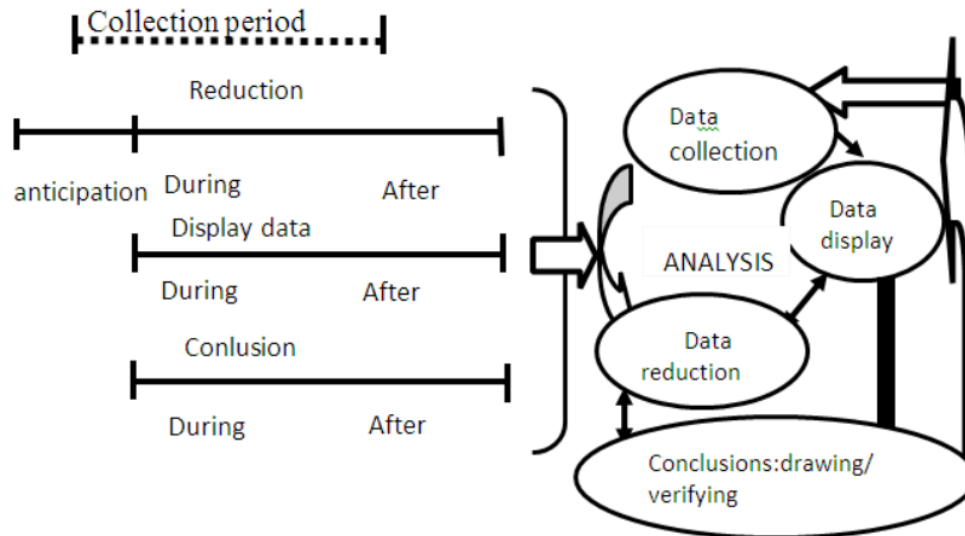 Collection period
Reduction
anticipation
During
After
Display data
During
After
Conlusion
During
After
Data
collection
Data
display
ANALYSIS
Data
reduction
Conclusions:drawing/
verifying